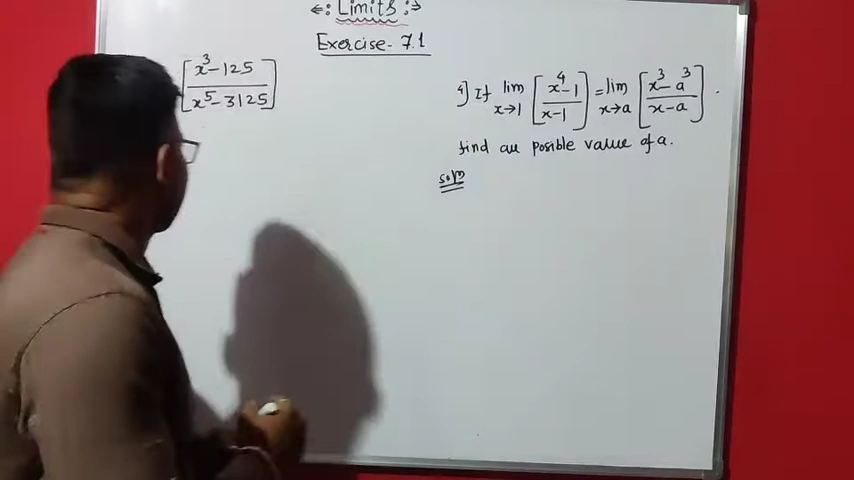 ←: Limits :→
Exercise - 7.1
[x³-125 / x⁵-3125]
4] If lim x→1 [x⁴-1 / x-1] = lim x→a [x³-a³ / x-a].
find all posible value of a.
solⁿ